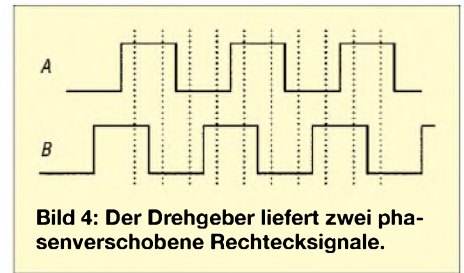 A
B
Bild 4: Der Drehgeber liefert zwei pha-
senverschobene Rechtecksignale.